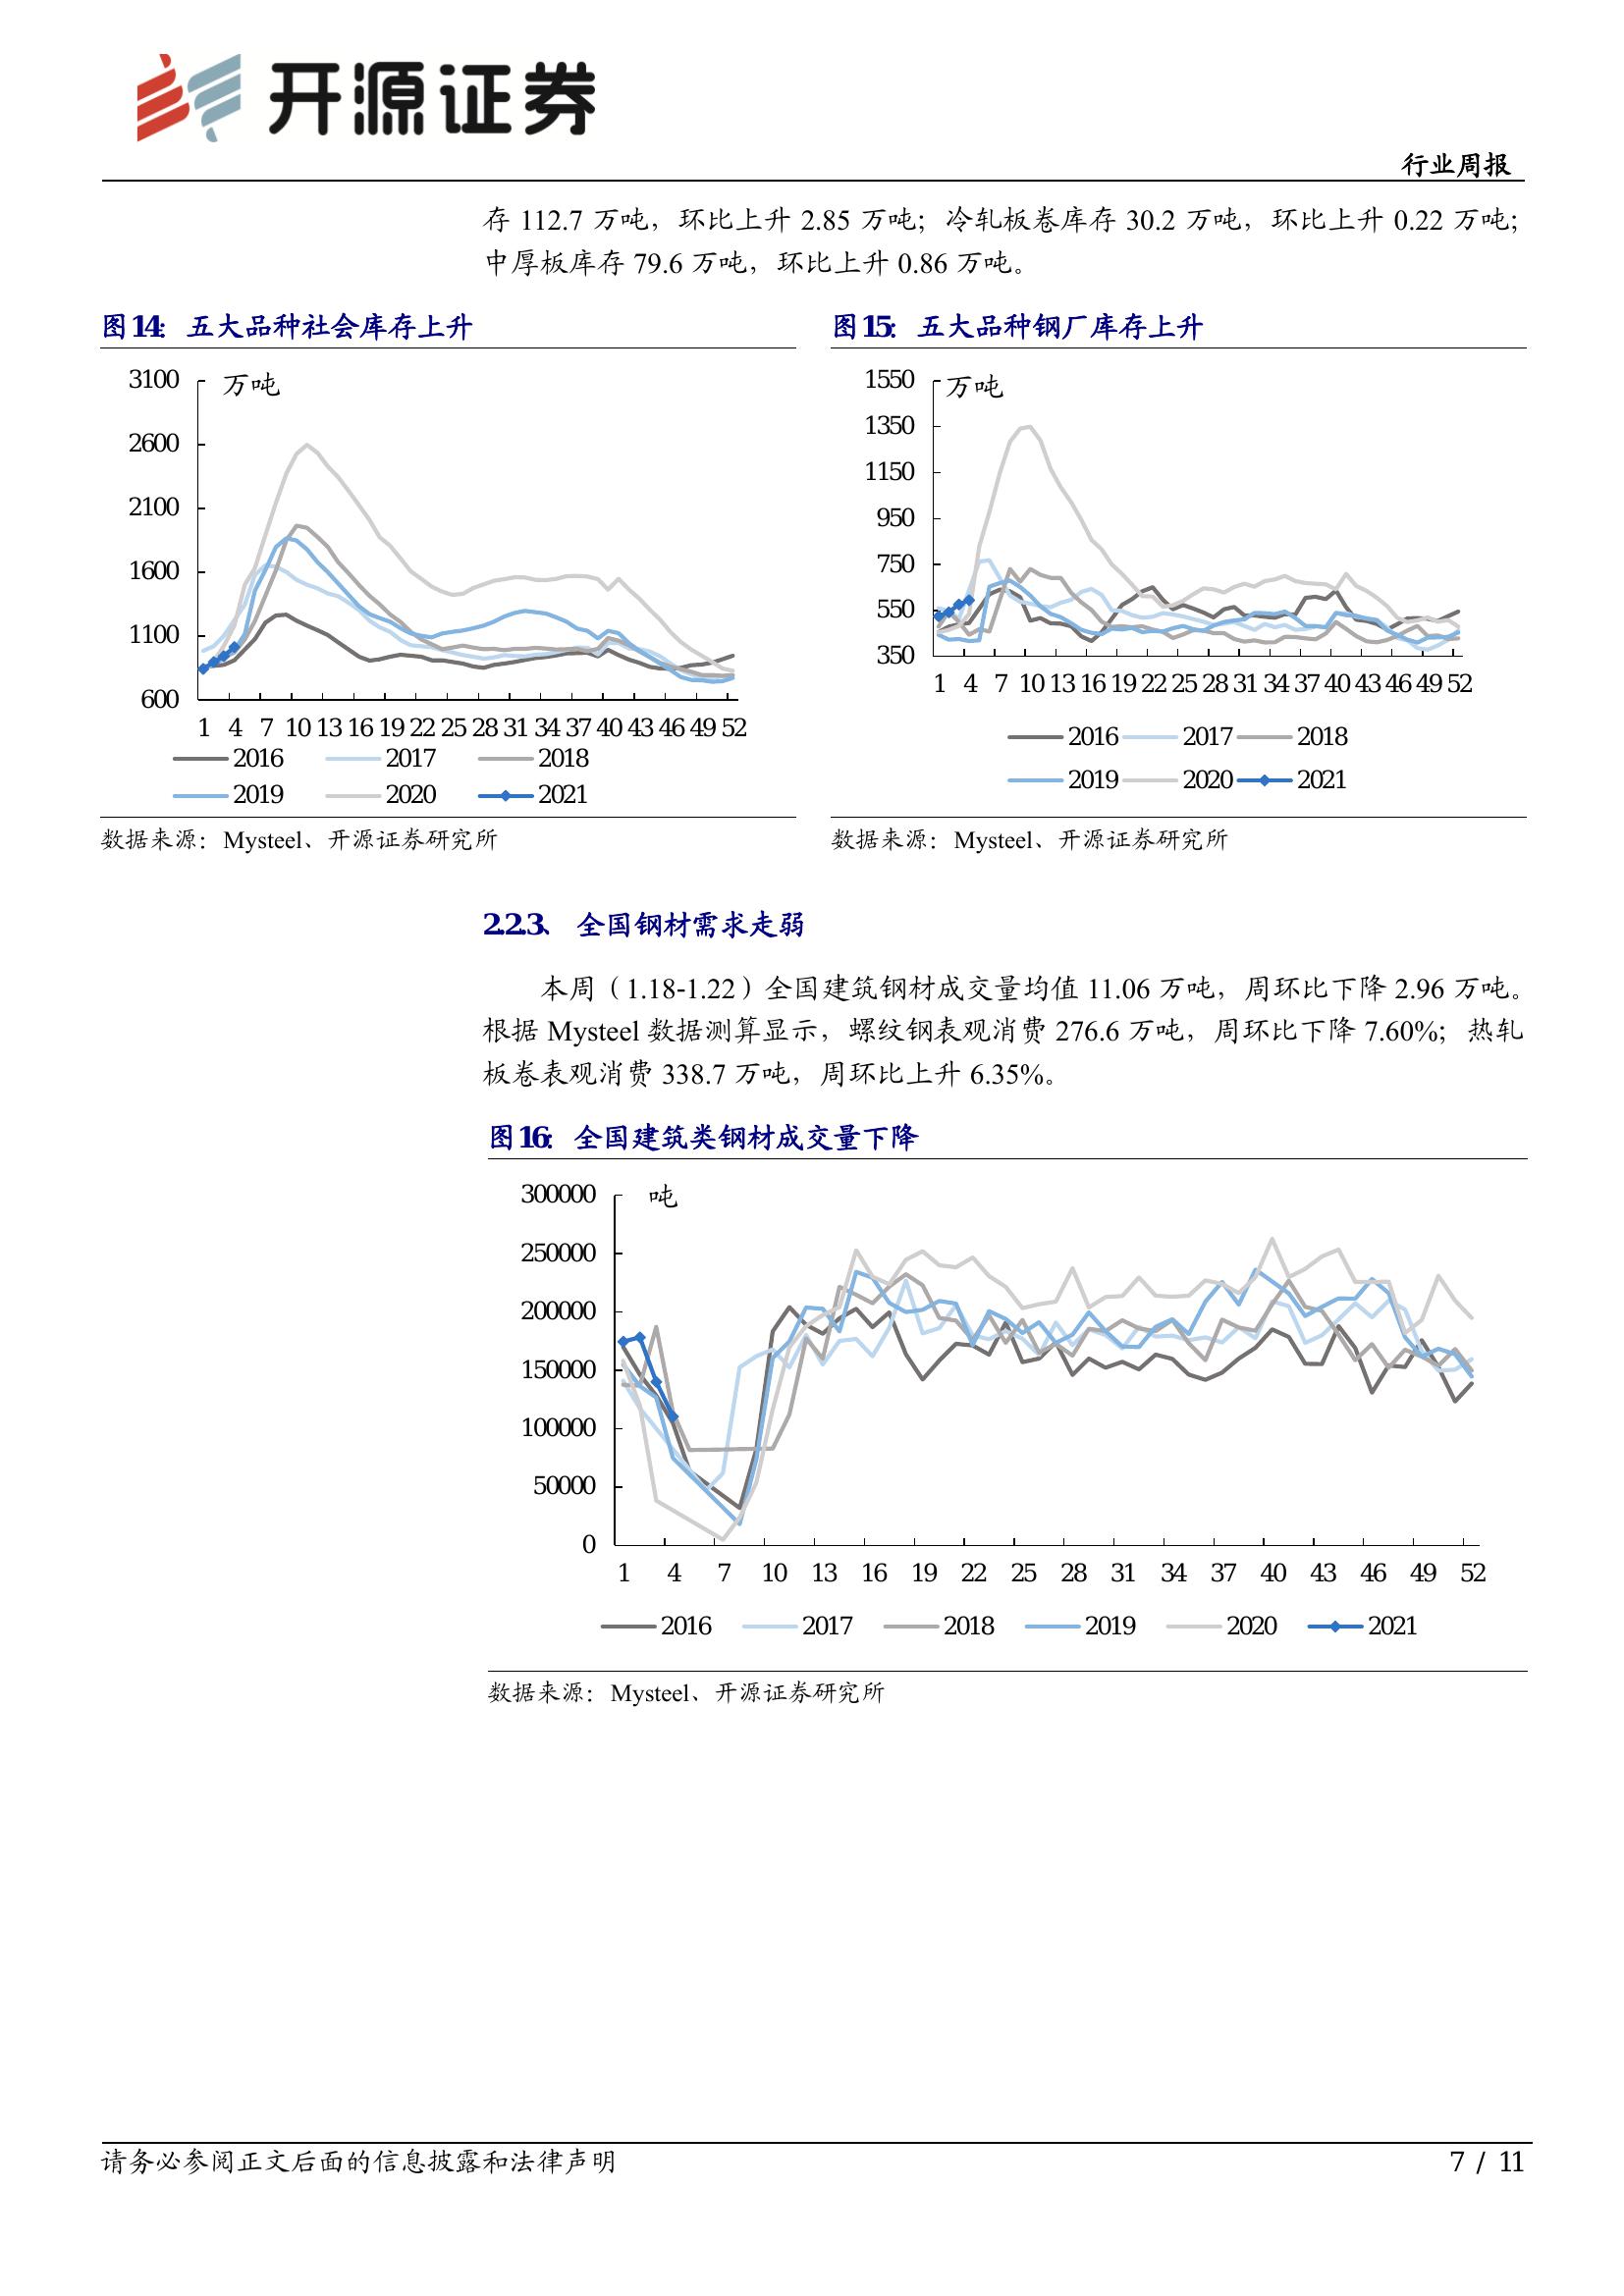 开源证券
行业周报
存 112.7 万吨，环比上升 2.85 万吨；冷轧板卷库存 30.2 万吨，环比上升 0.22 万吨；
中厚板库存 79.6 万吨，环比上升 0.86 万吨。
图14：五大品种社会库存上升
3100
万吨
2600
2100
1600
1100
600
1 4 7 10 13 16 19 22 25 28 31 34 37 40 43 46 49 52
2016 2017 2018
2019 2020 2021
数据来源：Mysteel、开源证券研究所
图15：五大品种钢厂库存上升
1550
万吨
1350
1150
950
750
550
350
1 4 7 10 13 16 19 22 25 28 31 34 37 40 43 46 49 52
2016 2017 2018
2019 2020 2021
数据来源：Mysteel、开源证券研究所
2.2.3、 全国钢材需求走弱
本周（1.18-1.22）全国建筑钢材成交量均值 11.06 万吨，周环比下降 2.96 万吨。
根据 Mysteel 数据测算显示，螺纹钢表观消费 276.6 万吨，周环比下降 7.60%；热轧
板卷表观消费 338.7 万吨，周环比上升 6.35%。
图16：全国建筑类钢材成交量下降
300000
吨
250000
200000
150000
100000
50000
0
1 4 7 10 13 16 19 22 25 28 31 34 37 40 43 46 49 52
2016 2017 2018 2019 2020 2021
数据来源：Mysteel、开源证券研究所
请务必参阅正文后面的信息披露和法律声明
7 / 11